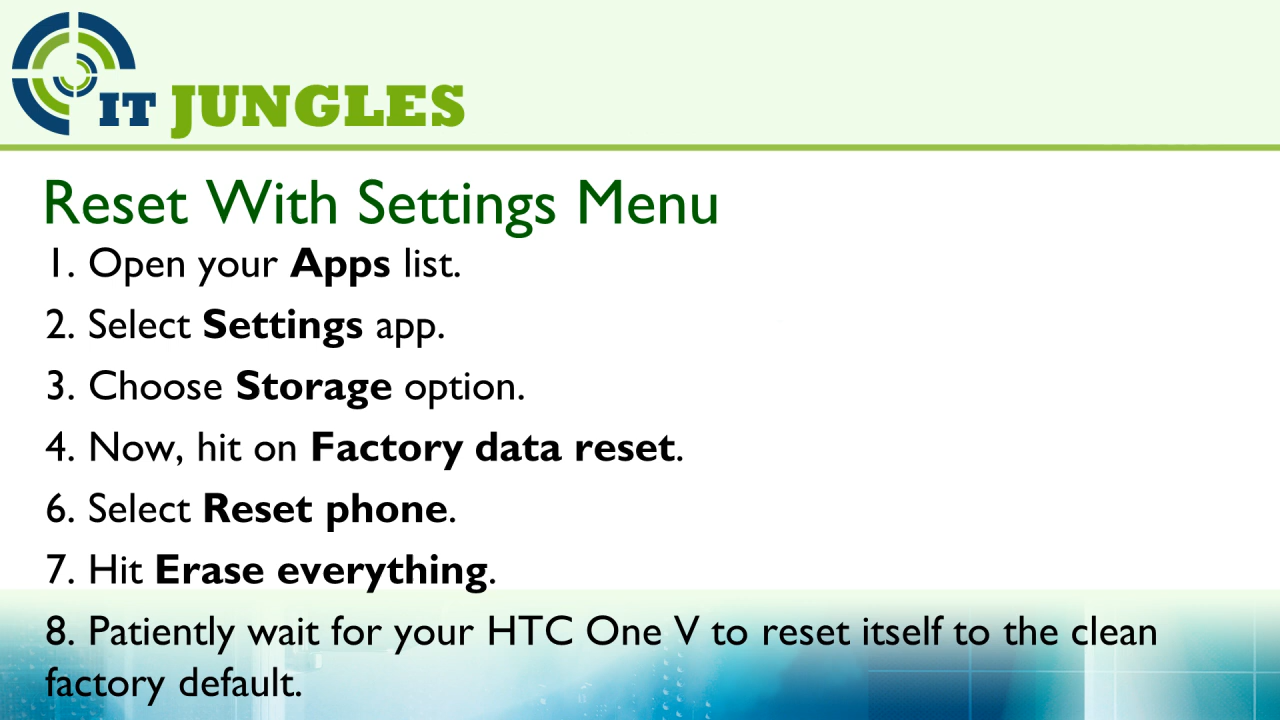 IT JUNGLES
Reset With Settings Menu
1. Open your Apps list.
2. Select Settings app.
3. Choose Storage option.
4. Now, hit on Factory data reset.
6. Select Reset phone.
7. Hit Erase everything.
8. Patiently wait for your HTC One V to reset itself to the clean
factory default.